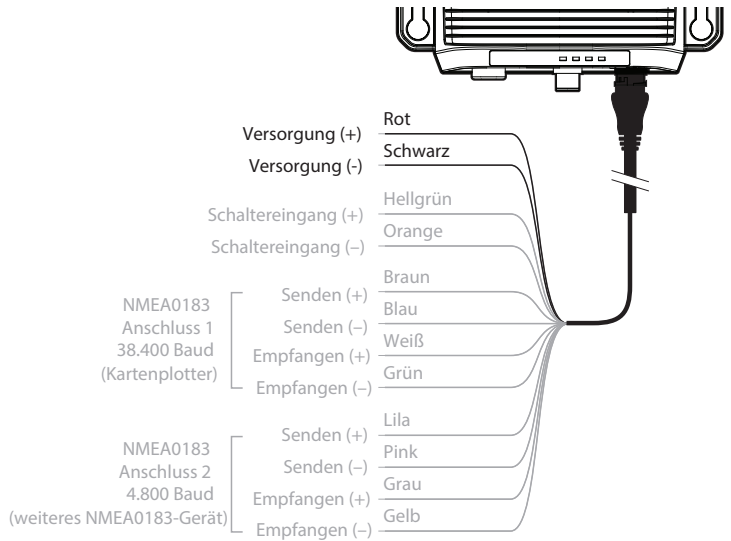 Versorgung (+) Rot
Versorgung (-) Schwarz
Schaltereingang (+) Hellgrün
Schaltereingang (–) Orange
NMEA0183
Anschluss 1
38.400 Baud
(Kartenplotter)
Senden (+) Braun
Senden (–) Blau
Empfangen (+) Weiß
Empfangen (–) Grün
NMEA0183
Anschluss 2
4.800 Baud
(weiteres NMEA0183-Gerät)
Senden (+) Lila
Senden (–) Pink
Empfangen (+) Grau
Empfangen (–) Gelb